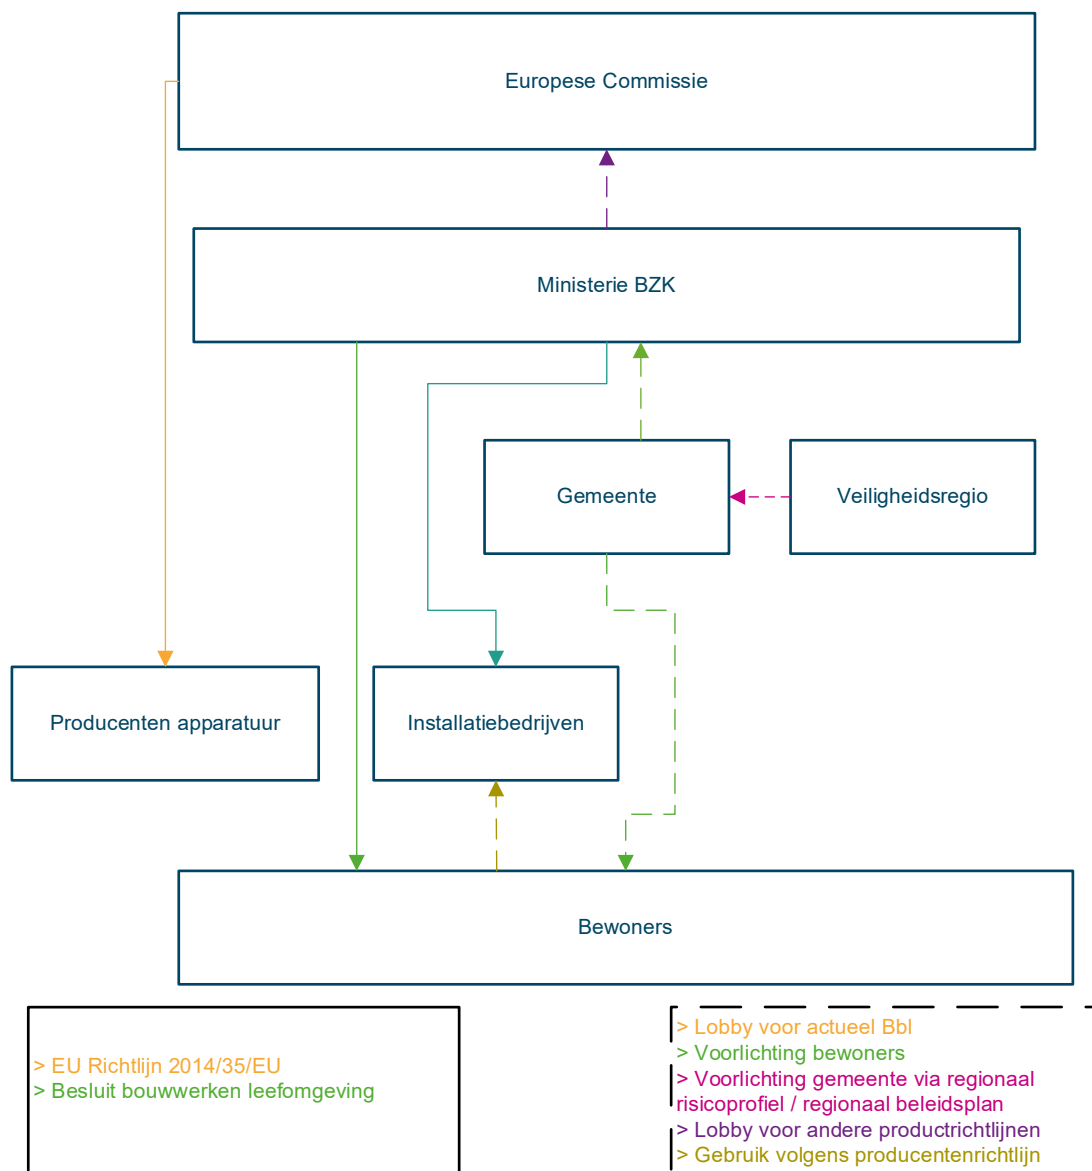 Europese Commissie
Ministerie BZK
Gemeente
Veiligheidsregio
Producenten apparatuur
Installatiebedrijven
Bewoners
> EU Richtlijn 2014/35/EU
> Besluit bouwwerken leefomgeving
> Lobby voor actueel Bbl
> Voorlichting bewoners
> Voorlichting gemeente via regionaal
risicoprofiel / regionaal beleidsplan
> Lobby voor andere productrichtlijnen
> Gebruik volgens producentenrichtlijn